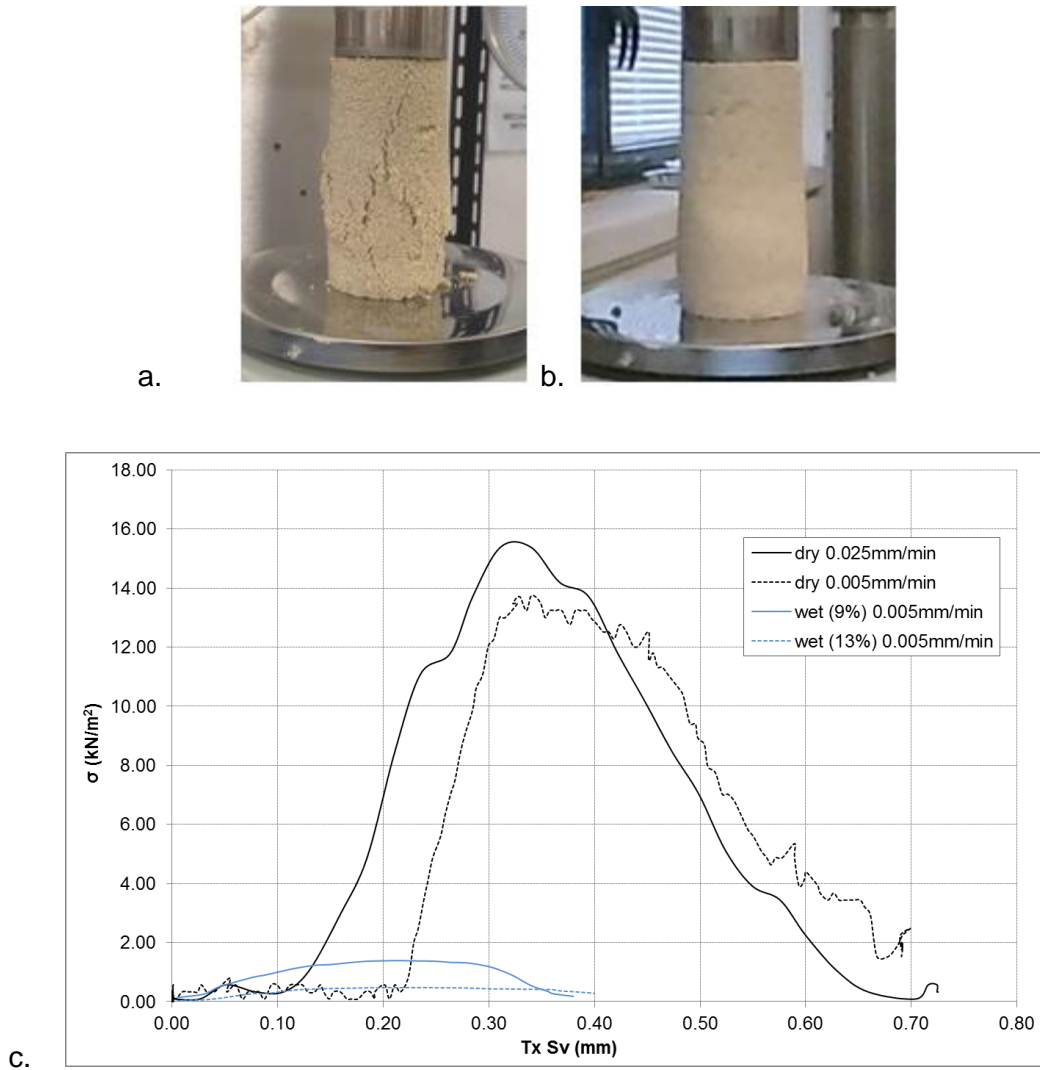 a.
b.
18.00
16.00
14.00
12.00
10.00
8.00
6.00
4.00
2.00
0.00
σ (kN/m²)
dry 0.025mm/min
dry 0.005mm/min
wet (9%) 0.005mm/min
wet (13%) 0.005mm/min
0.00 0.10 0.20 0.30 0.40 0.50 0.60 0.70 0.80
Tx Sv (mm)
c.